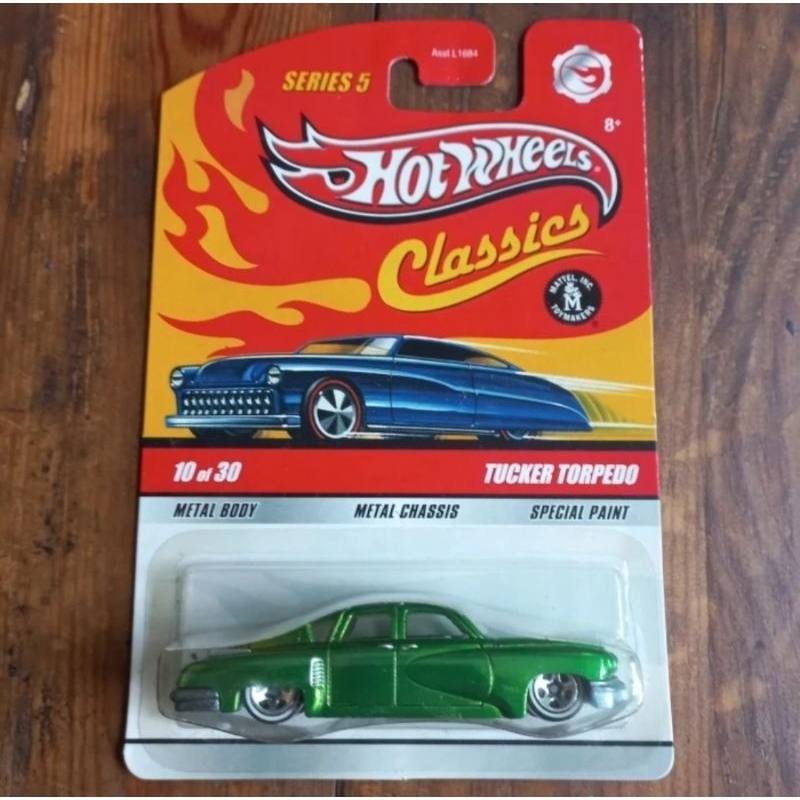 Asst L1684
SERIES 5
8+
HOT WHEELS
Classics
MATTEL, INC.
M
TOYMAKERS
10 of 30 TUCKER TORPEDO
METAL BODY METAL CHASSIS SPECIAL PAINT